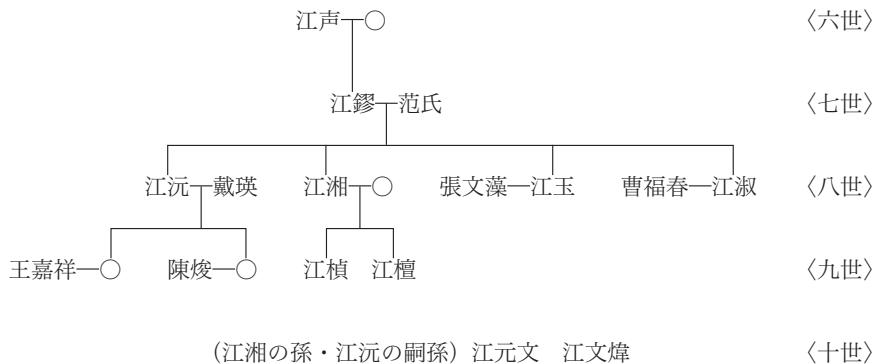 江声 ○ 〈六世〉
江鏐 范氏 〈七世〉
江沅 戴瑛 江湘 ○ 張文藻 江玉 曹福春 江淑 〈八世〉
王嘉祥 ○ 陳焌 ○ 江楨 江檀 〈九世〉
(江湘の孫・江沅の嗣孫)江元文 江文煒 〈十世〉